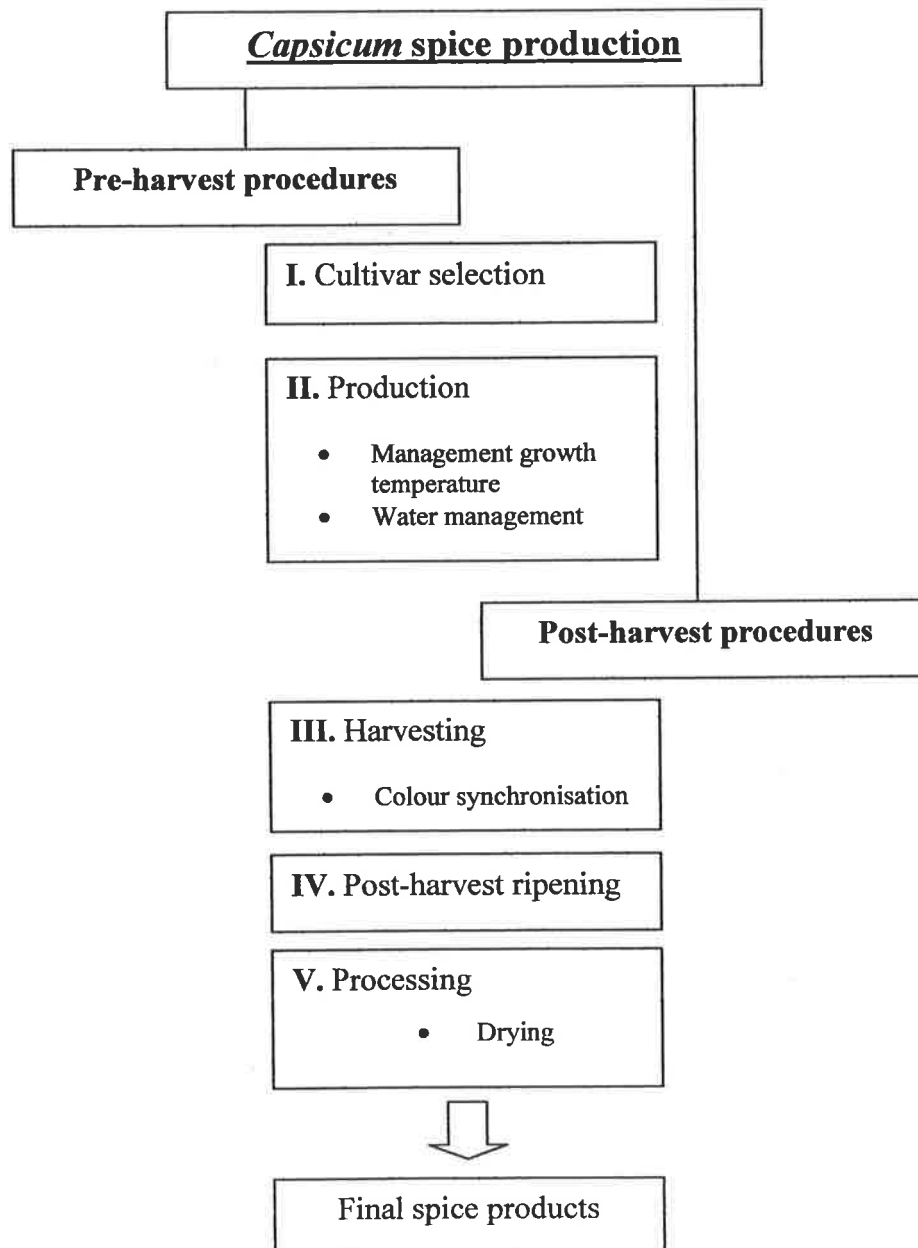 Capsicum spice production
Pre-harvest procedures
I. Cultivar selection
II. Production
• Management growth
temperature
• Water management
Post-harvest procedures
III. Harvesting
• Colour synchronisation
IV. Post-harvest ripening
V. Processing
• Drying
Final spice products